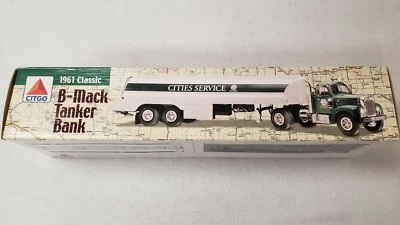 1961 Classic
CITGO
B-Mack
Tanker
Bank
CITIES SERVICE